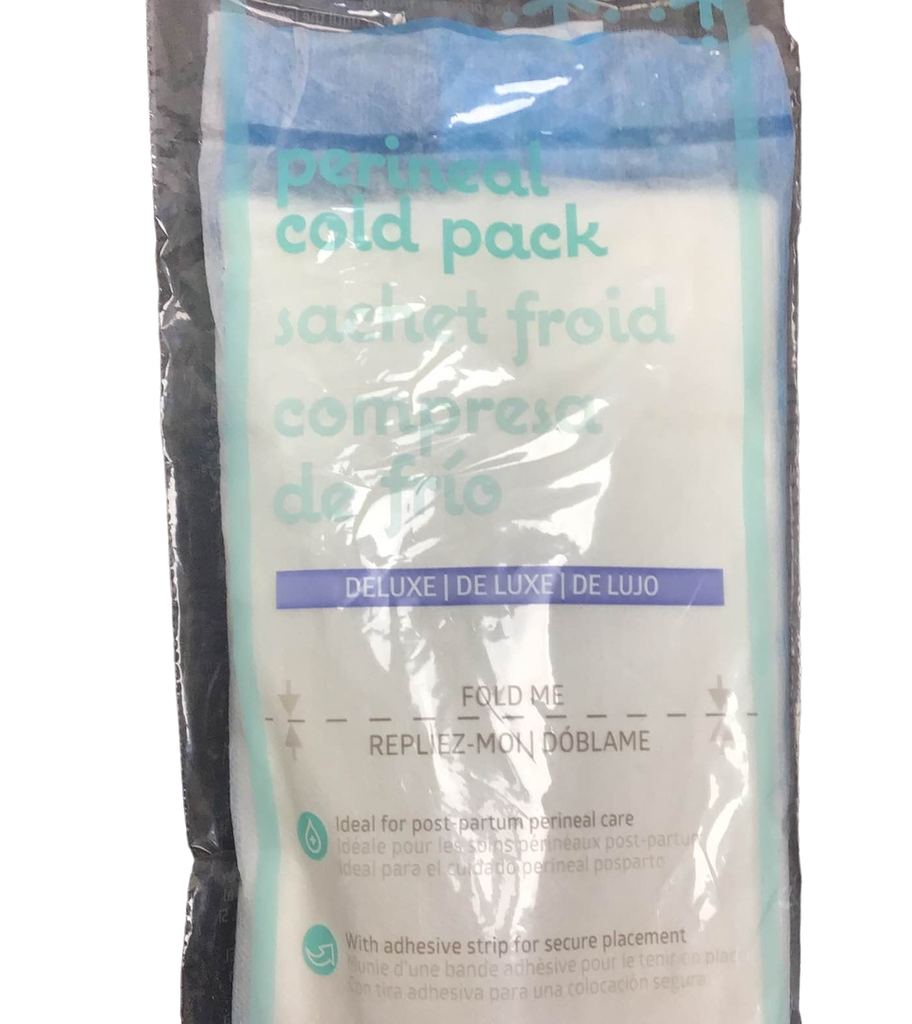 perineal
cold pack
sachet froid
compresa
de frío
DELUXE | DE LUXE | DE LUJO
FOLD ME
REPLIEZ-MOI | DÓBLAME
Ideal for post-partum perineal care
Idéale pour les soins périnéaux post-partum
Ideal para el cuidado perineal posparto
With adhesive strip for secure placement
Munie d'une bande adhésive pour le tenir en place
Con tira adhesiva para una colocación segura